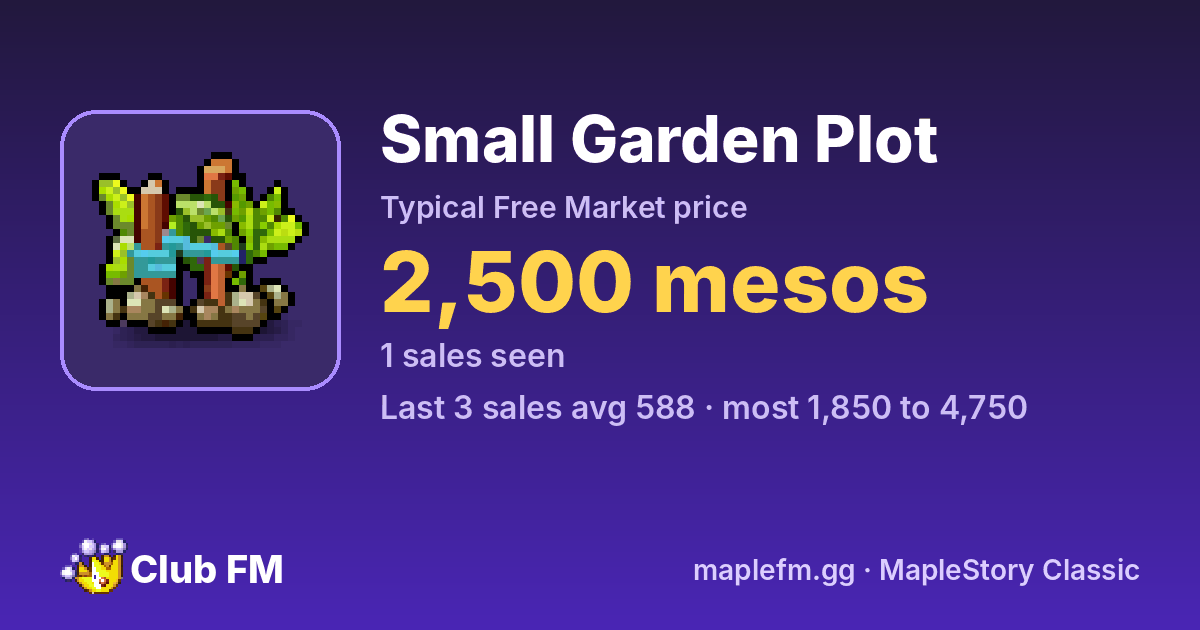 Small Garden Plot
Typical Free Market price
2,500 mesos
1 sales seen
Last 3 sales avg 588 · most 1,850 to 4,750
Club FM
maplefm.gg · MapleStory Classic